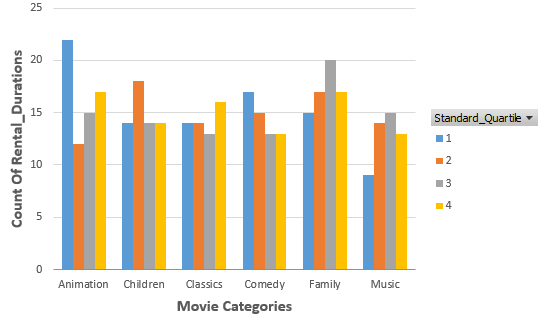 25
20
15
10
5
0
Count Of Rental_Durations
Animation Children Classics Comedy Family Music
Movie Categories
Standard_Quartile
1
2
3
4